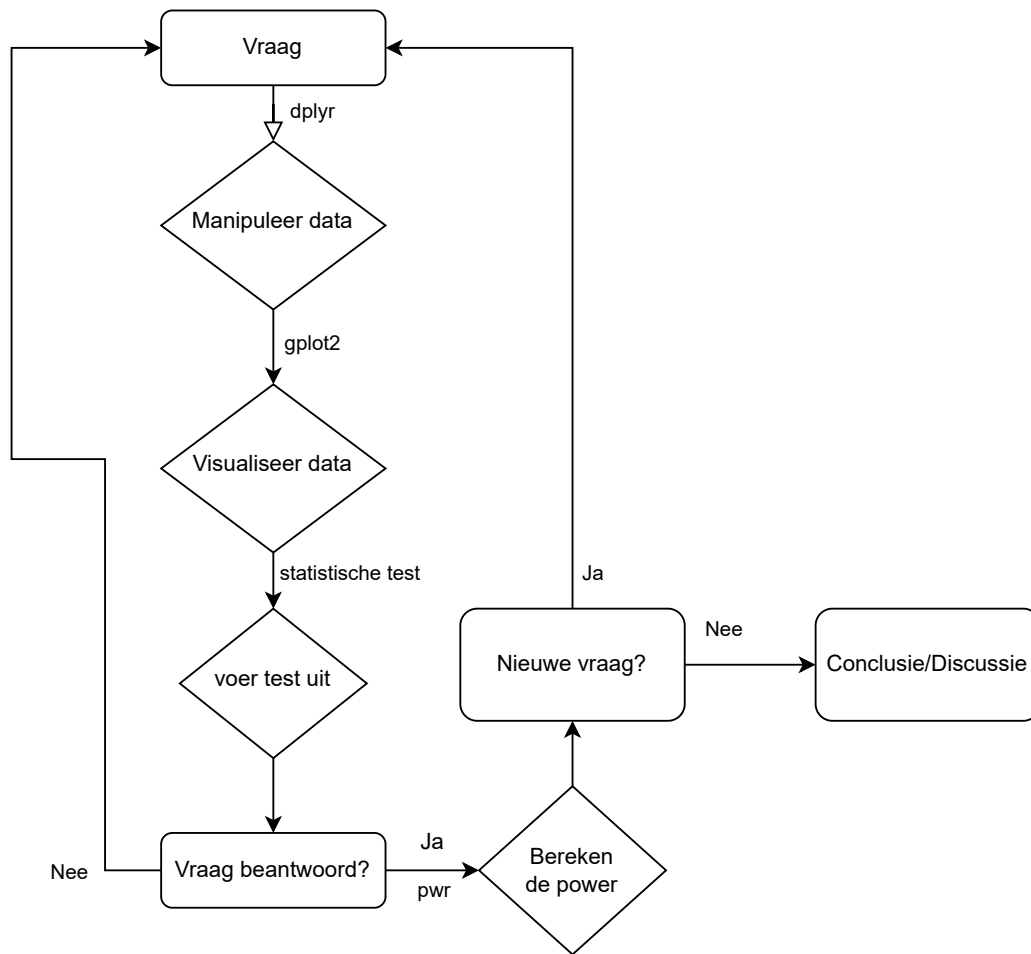 Vraag
dplyr
Manipuleer data
gplot2
Visualiseer data
statistische test
voer test uit
Vraag beantwoord?
Nee
Ja
pwr
Bereken
de power
Nieuwe vraag?
Ja
Nee
Conclusie/Discussie